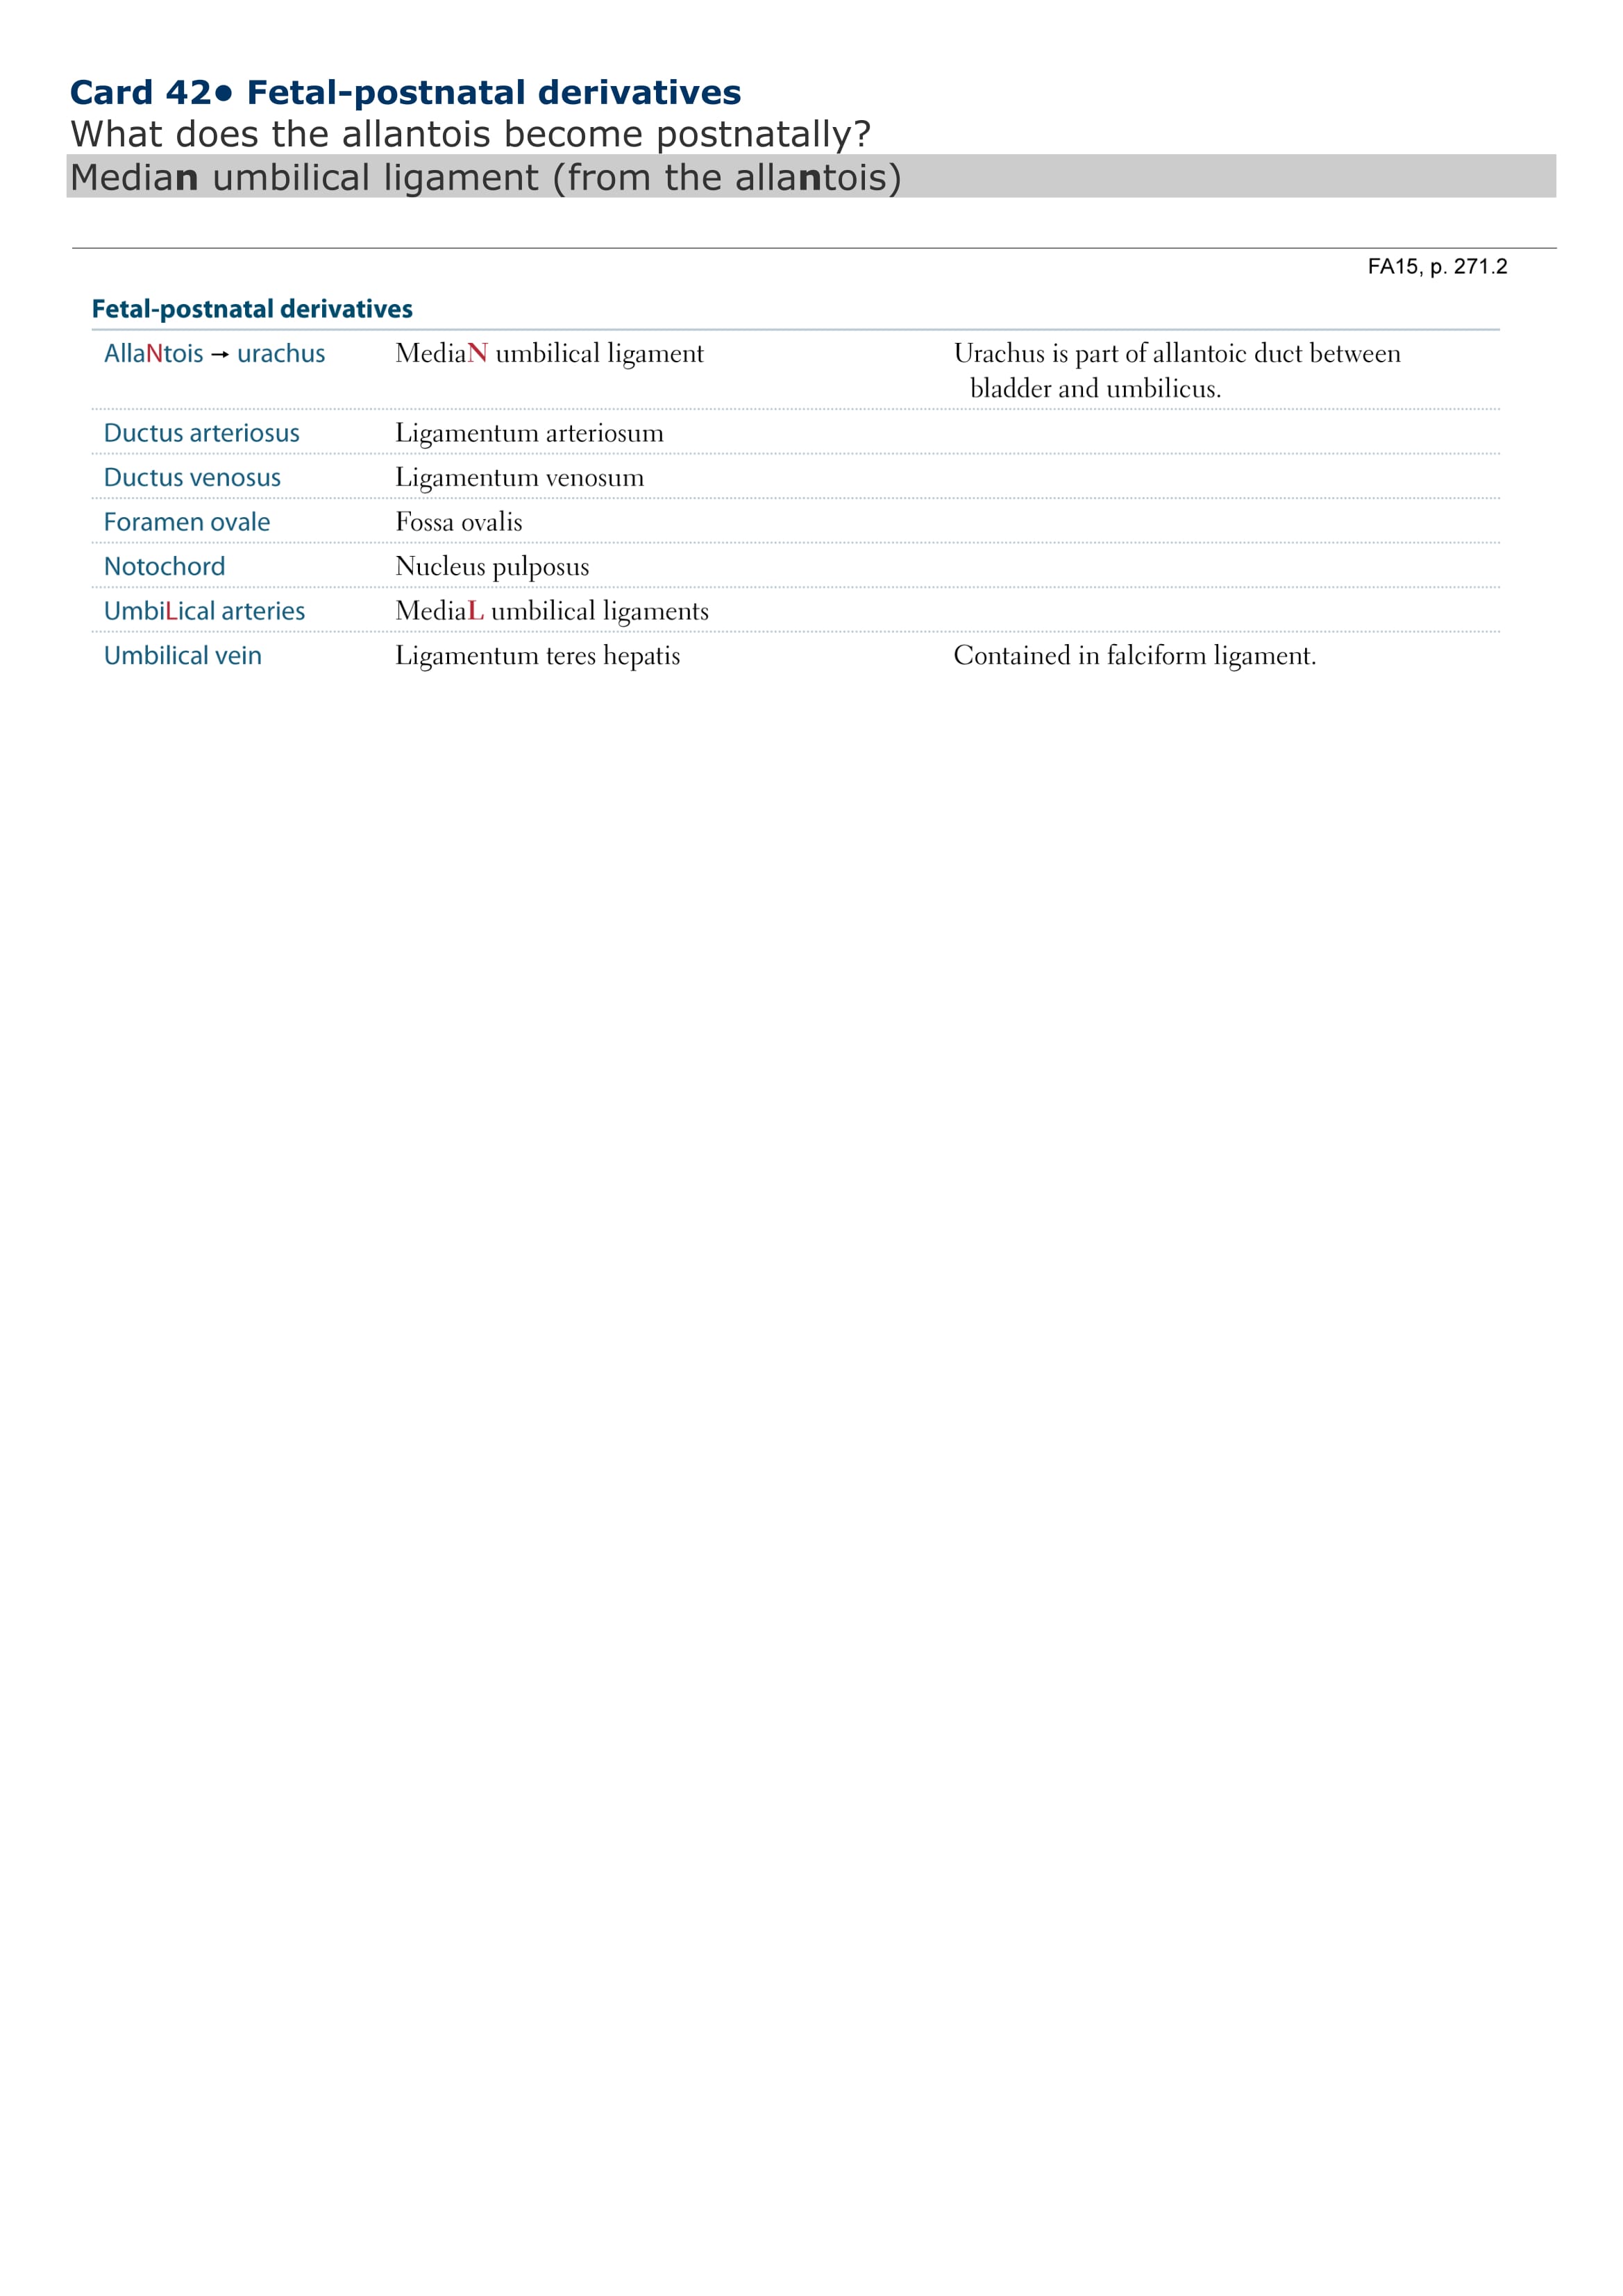 Card 42• Fetal-postnatal derivatives
What does the allantois become postnatally?
Median umbilical ligament (from the allantois)
FA15, p. 271.2
Fetal-postnatal derivatives
AllaNtois → urachus MediaN umbilical ligament Urachus is part of allantoic duct between
bladder and umbilicus.
Ductus arteriosus Ligamentum arteriosum
Ductus venosus Ligamentum venosum
Foramen ovale Fossa ovalis
Notochord Nucleus pulposus
UmbiLical arteries MediaL umbilical ligaments
Umbilical vein Ligamentum teres hepatis Contained in falciform ligament.